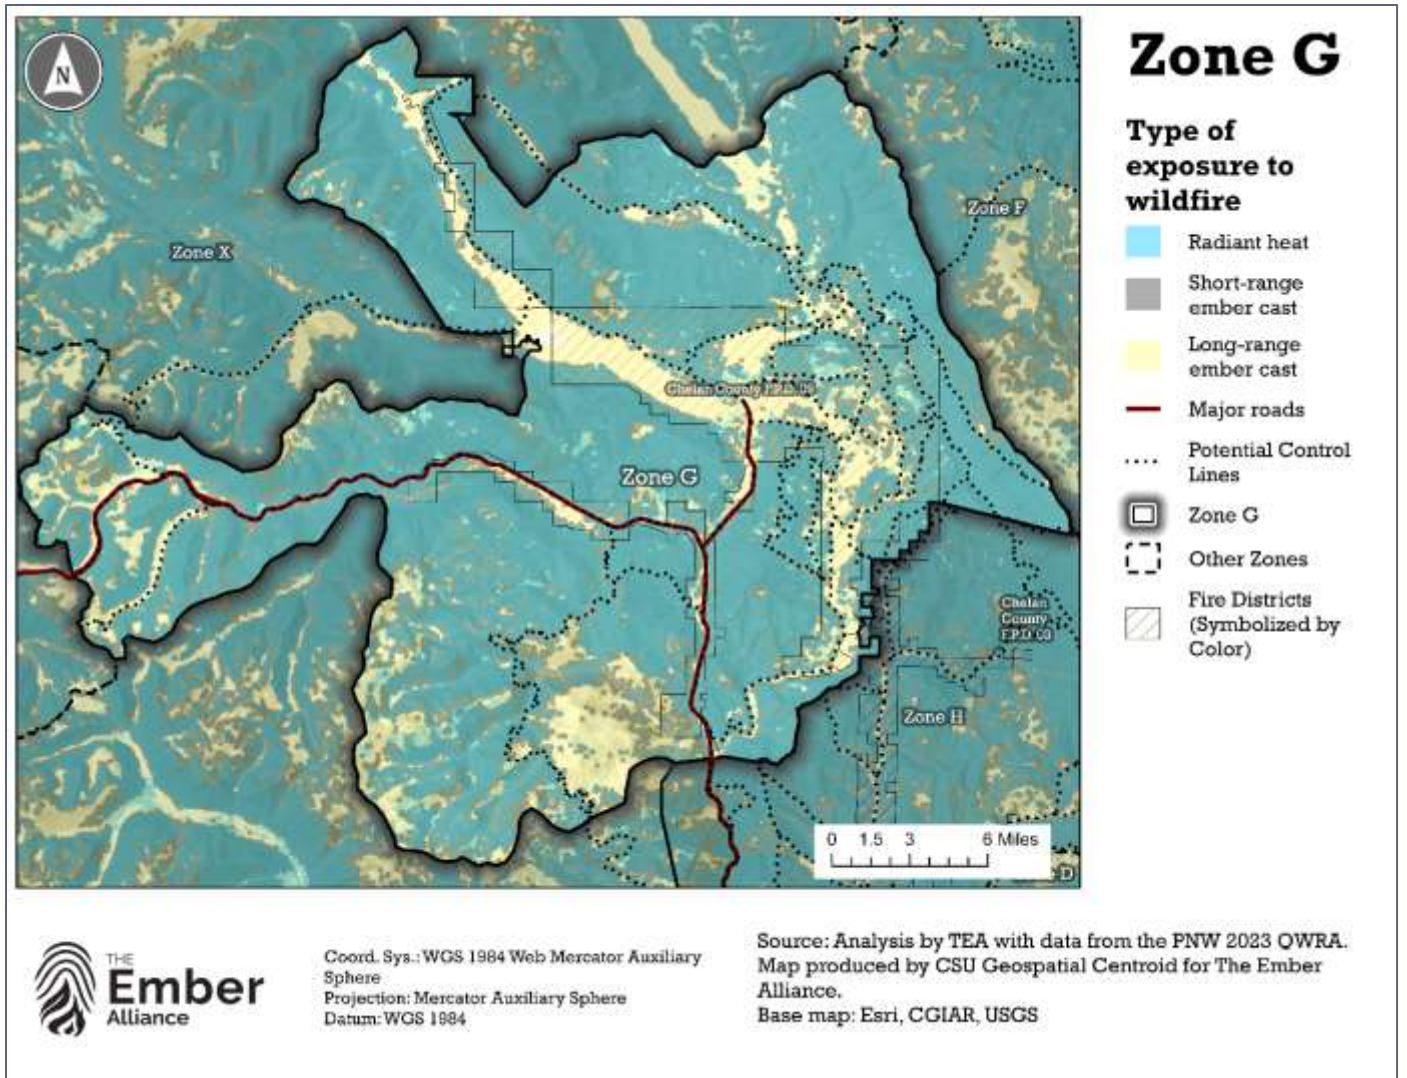 Zone G
N
Type of
exposure to
wildfire
Radiant heat
Short-range
ember cast
Long-range
ember cast
Major roads
Potential Control
Lines
Zone G
Other Zones
Fire Districts
(Symbolized by
Color)
Zone F
Zone X
Chelan County F.P.D. 09
Zone G
Chelan
County
F.P.D. 03
Zone H
0 1.5 3 6 Miles
D
THE
Ember
Alliance
Coord. Sys.: WGS 1984 Web Mercator Auxiliary
Sphere
Projection: Mercator Auxiliary Sphere
Datum: WGS 1984
Source: Analysis by TEA with data from the PNW 2023 QWRA.
Map produced by CSU Geospatial Centroid for The Ember
Alliance.
Base map: Esri, CGIAR, USGS